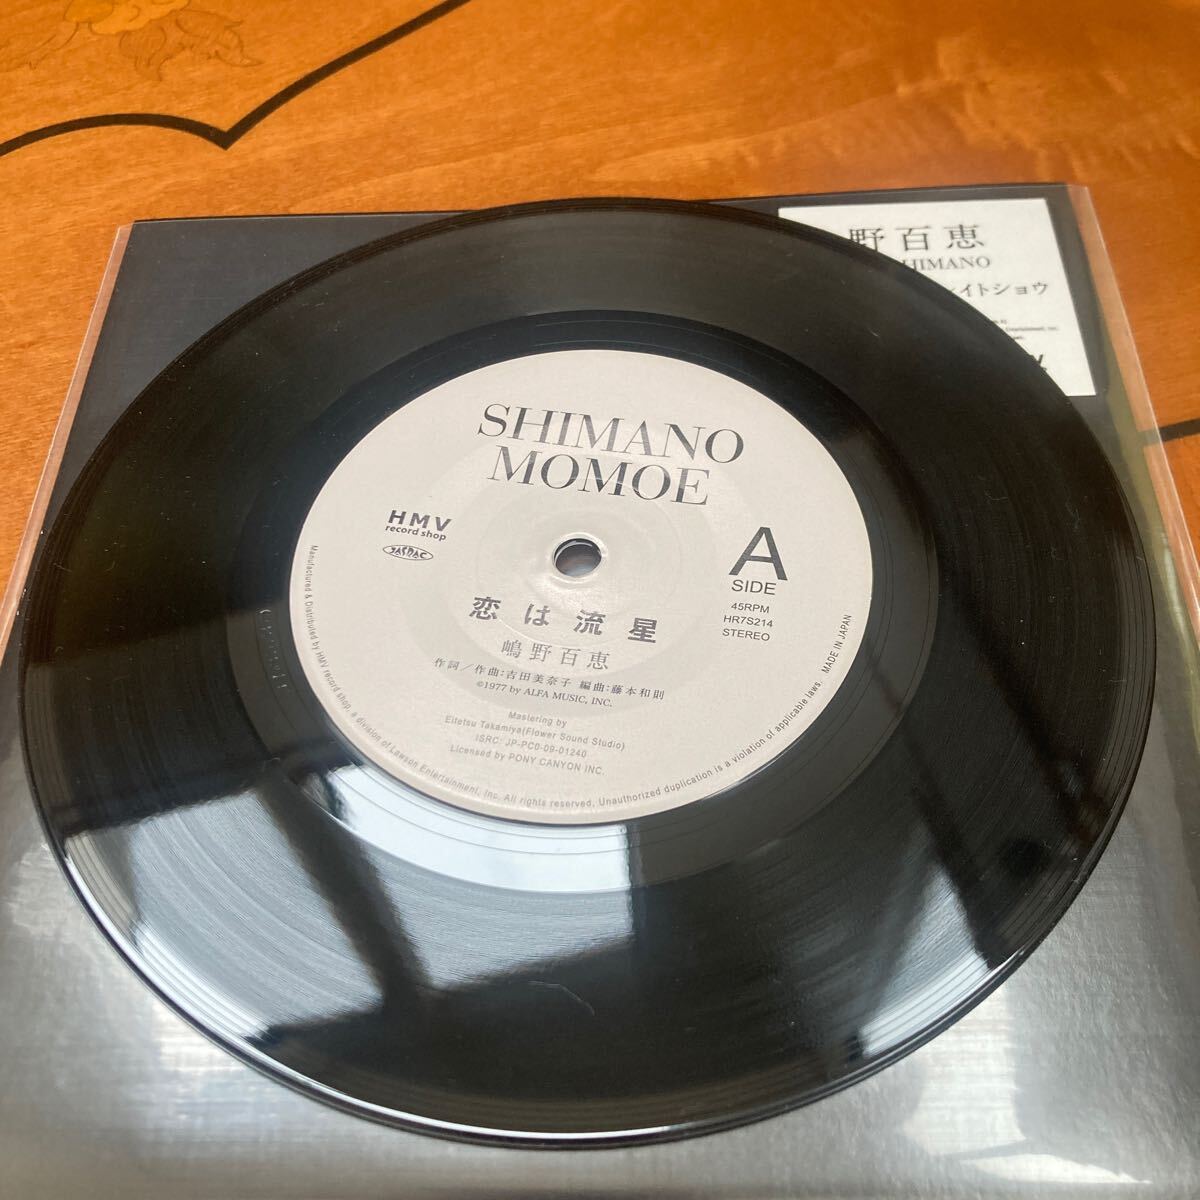 野百恵
HIMANO
レイトショウ
Entertainment, Inc.
SHIMANO
MOMOE
HMV
record shop
JASRAC
A
SIDE
45RPM
HR7S214
STEREO
恋は流星
嶋野百恵
作詞／作曲:吉田美奈子 編曲:藤本和則
©1977 by ALFA MUSIC, INC.
Mastering by
Eitetsu Takamiya(Flower Sound Studio)
ISRC: JP-PC0-09-01240
Licensed by PONY CANYON INC.
Manufactured & Distributed by HMV record shop, a division of Lawson Entertainment, Inc. All rights reserved. Unauthorized duplication is a violation of applicable laws. MADE IN JAPAN